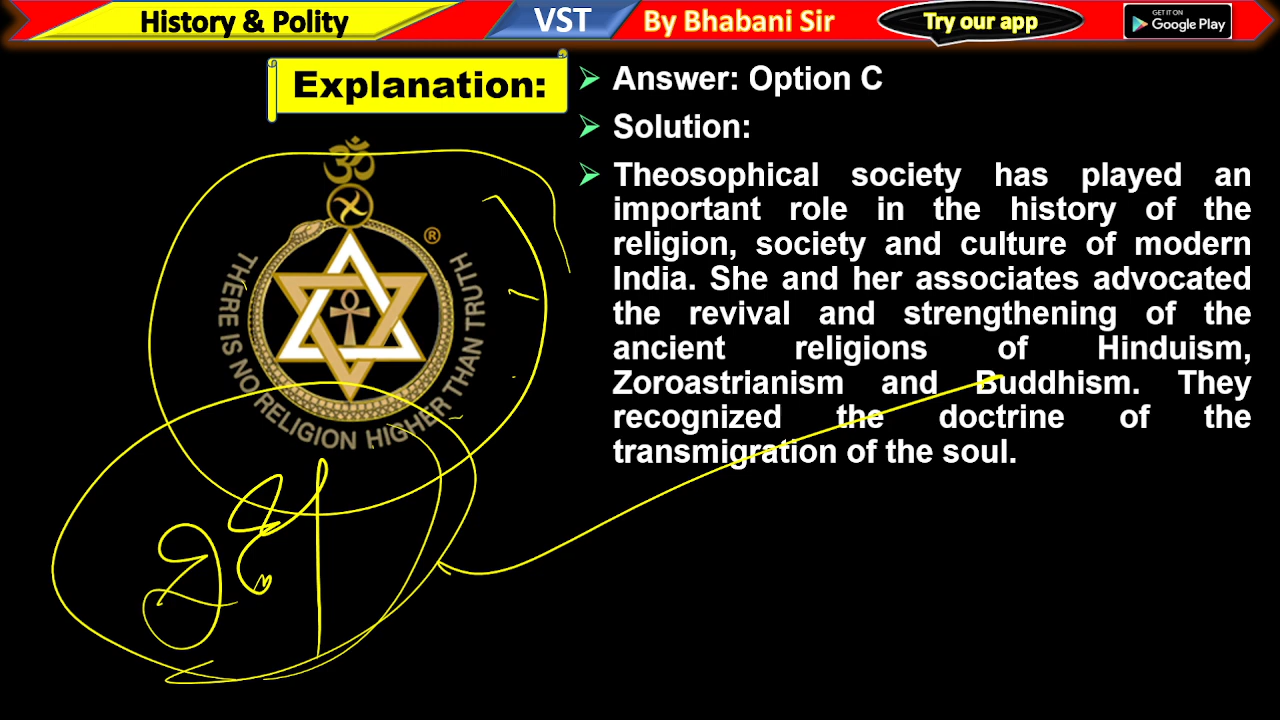 History & Polity
VST
By Bhabani Sir
Try our app
GET IT ON
Google Play
Explanation:
Answer: Option C
Solution:
Theosophical society has played an
important role in the history of the
religion, society and culture of modern
India. She and her associates advocated
the revival and strengthening of the
ancient religions of Hinduism,
Zoroastrianism and Buddhism. They
recognized the doctrine of the
transmigration of the soul.
ॐ
®
THERE IS NO RELIGION HIGHER THAN TRUTH